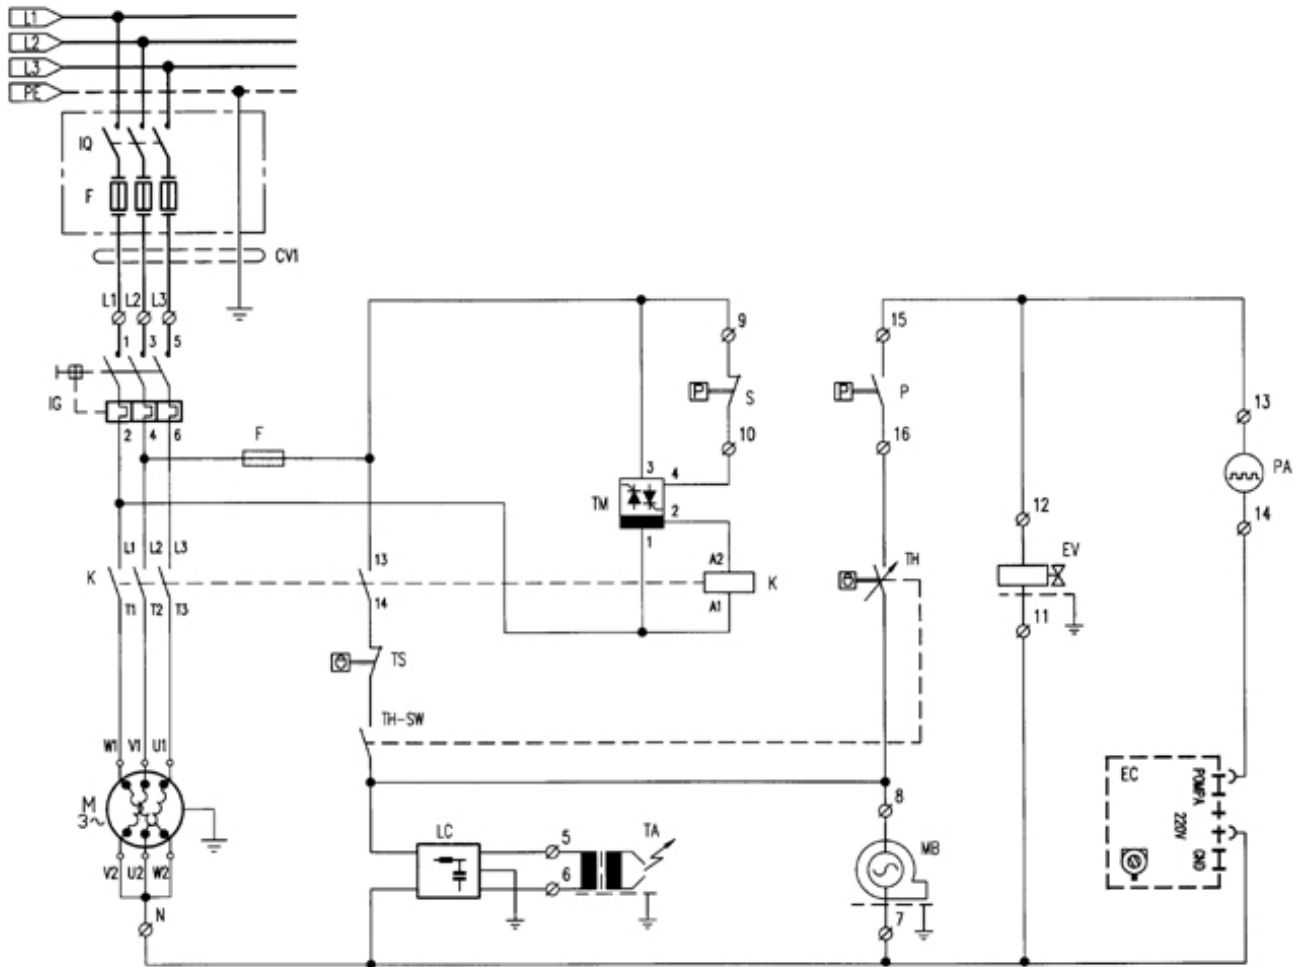 L1
L2
L3
PE
IQ
F
CV1
L1 L2 L3
1 3 5
IG
2 4 6
F
9
P S
10
15
P P
16
13
PA
14
3 4
TM
2
1
12
EV
11
L1 L2 L3
K
T1 T2 T3
13
14
A2
K
A1
TH
TS
TH-SW
W1 V1 U1
M
3~
V2 U2 W2
N
LC
5
6
TA
8
MB
7
EC
POMPA
220V
GND